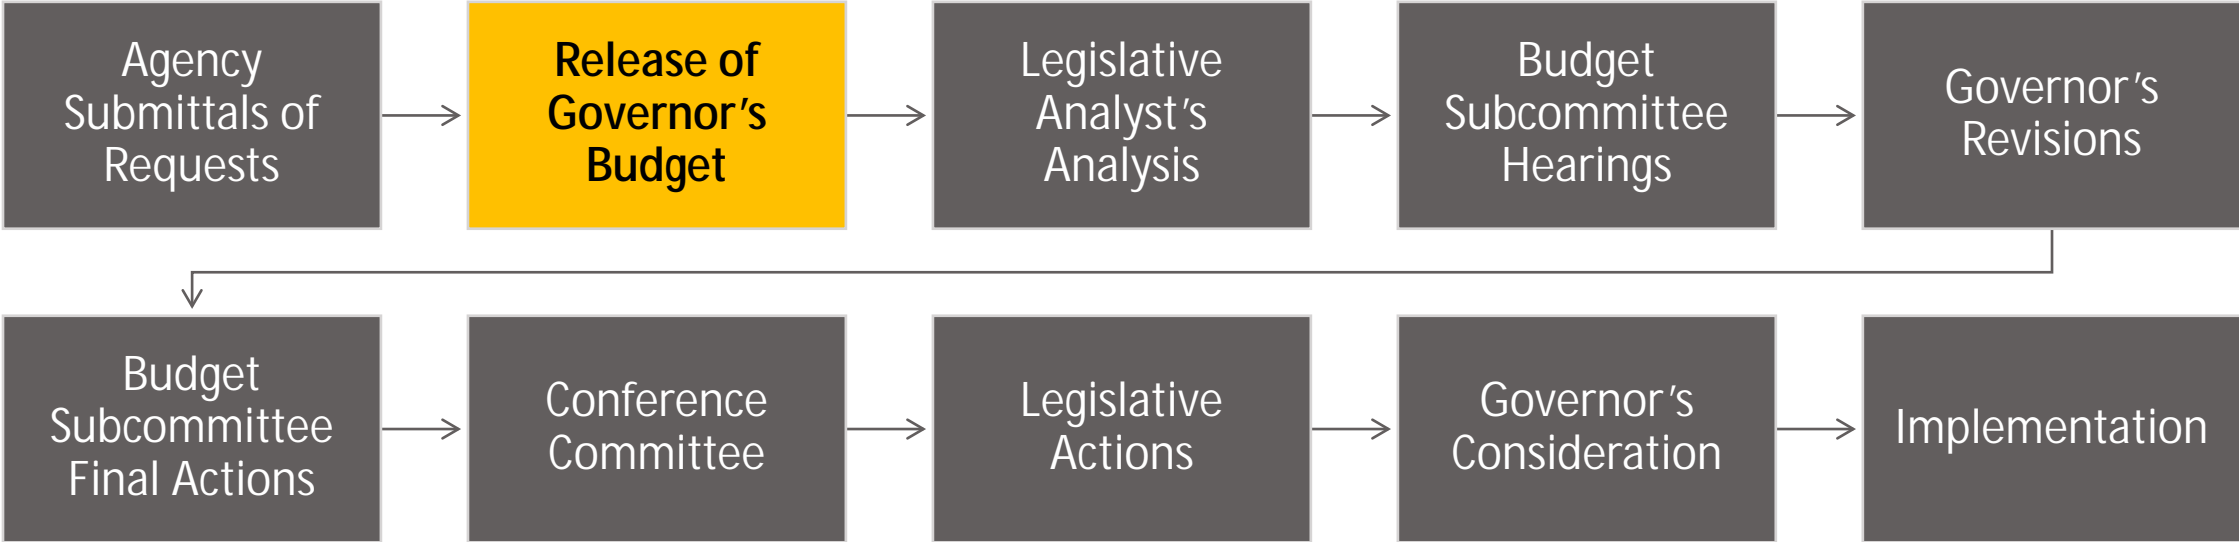 Agency
Submittals of
Requests
Release of
Governor's
Budget
Legislative
Analyst's
Analysis
Budget
Subcommittee
Hearings
Governor's
Revisions
Budget
Subcommittee
Final Actions
Conference
Committee
Legislative
Actions
Governor's
Consideration
Implementation